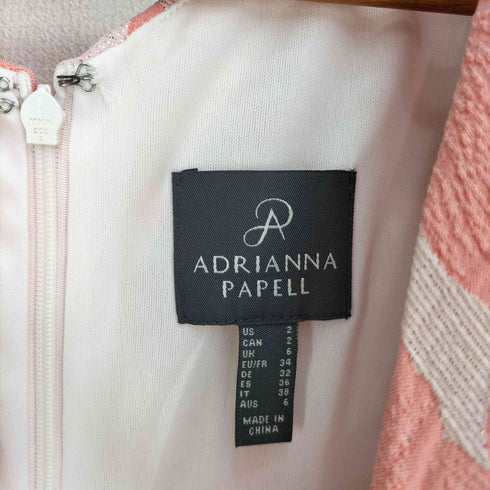 YKK
ADRIANNA
PAPELL
US 2
CAN 2
UK 6
EU/FR 34
DE 32
ES 36
IT 38
AUS 6
MADE IN
CHINA